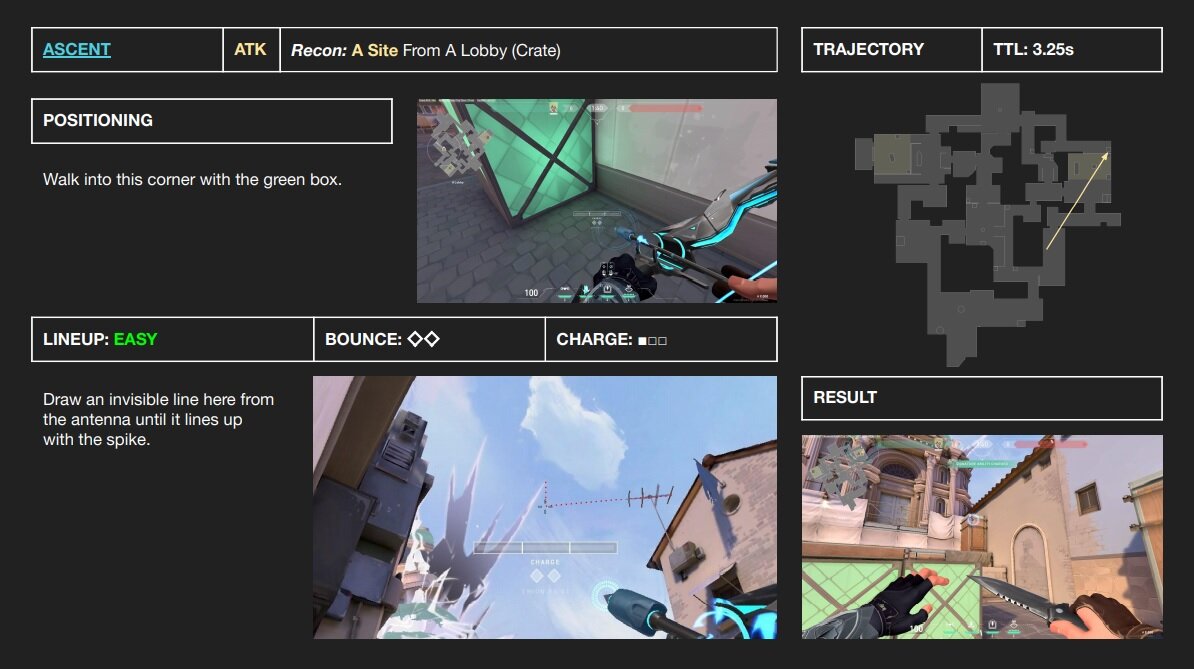 ASCENT
ATK
Recon: A Site From A Lobby (Crate)
TRAJECTORY
TTL: 3.25s
POSITIONING
Walk into this corner with the green box.
100
LINEUP: EASY
BOUNCE: ◇◇
CHARGE: ■□□
Draw an invisible line here from
the antenna until it lines up
with the spike.
CHARGE
RESULT
100